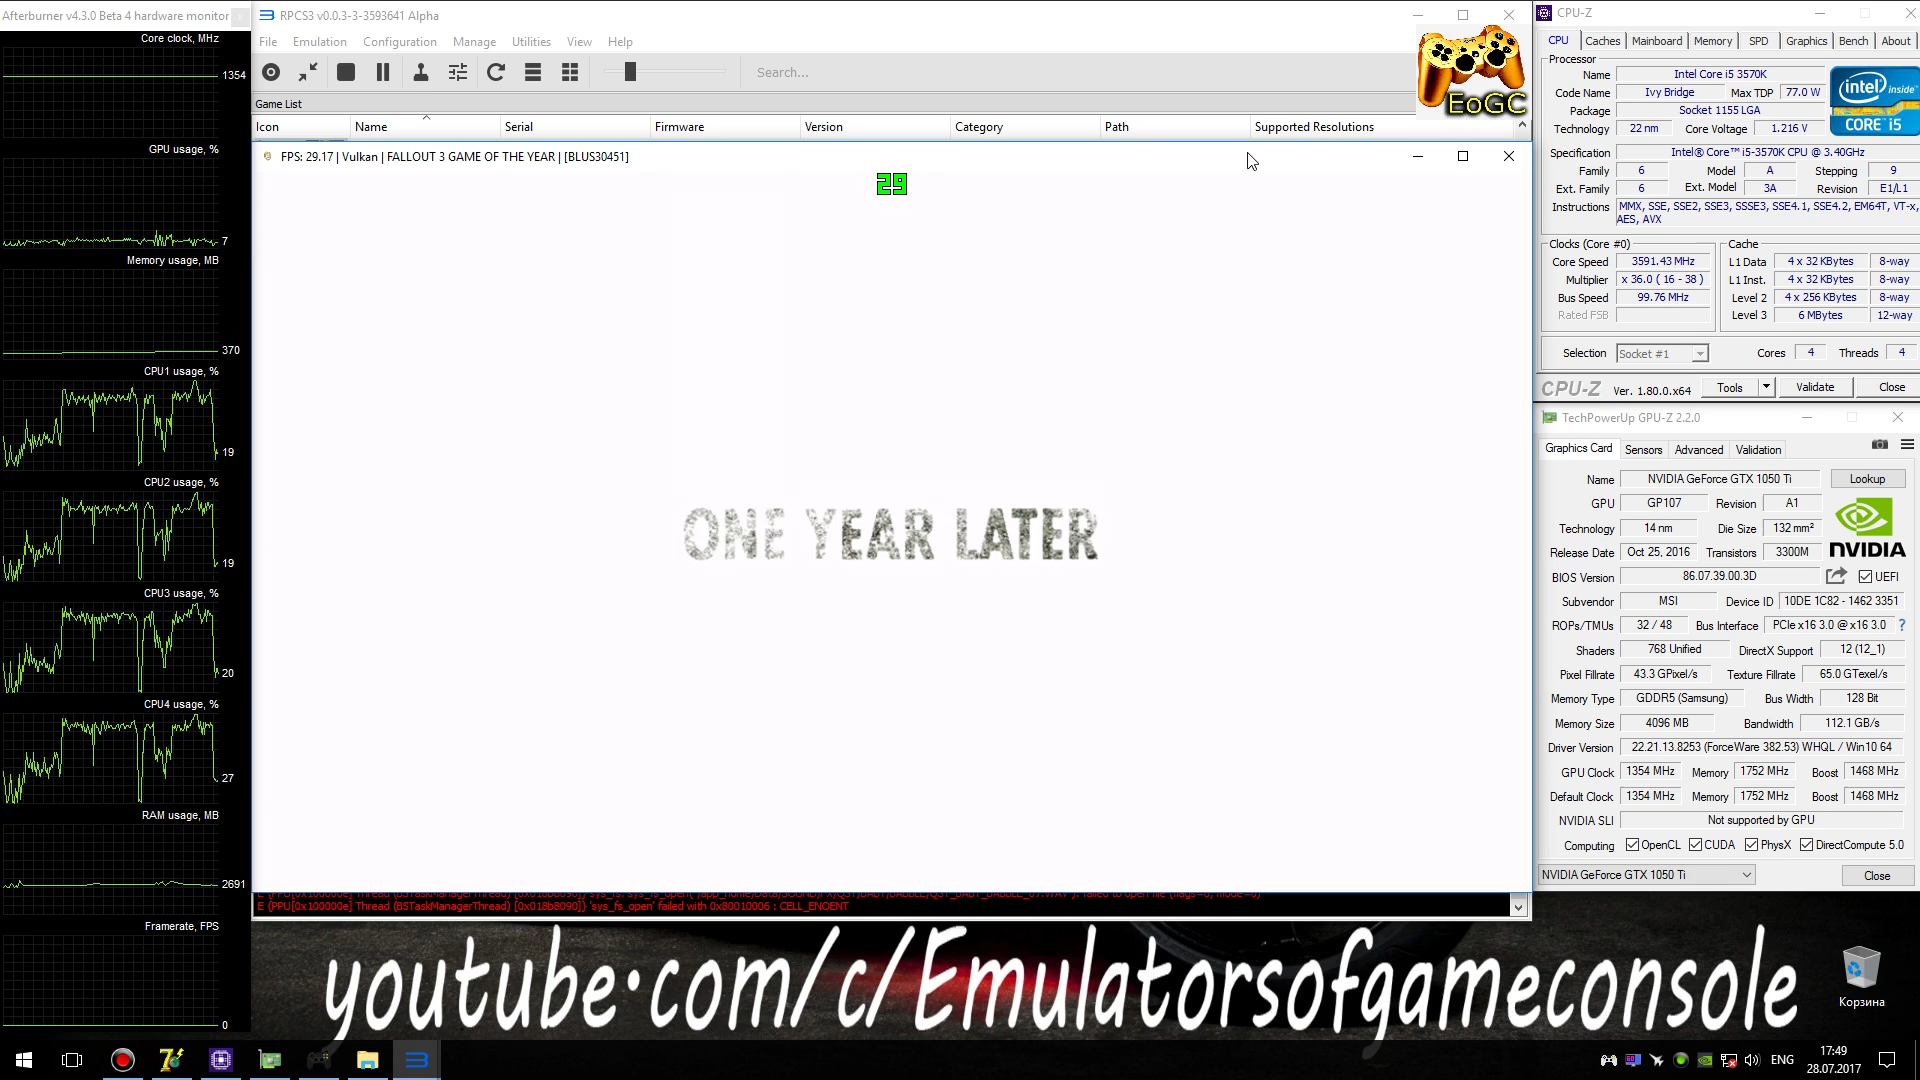 Afterburner v4.3.0 Beta 4 hardware monitor
Core clock, MHz
1354
GPU usage, %
7
Memory usage, MB
370
CPU1 usage, %
19
CPU2 usage, %
19
CPU3 usage, %
20
CPU4 usage, %
27
RAM usage, MB
2691
Framerate, FPS
0
RPCS3 v0.0.3-3-3593641 Alpha
File Emulation Configuration Manage Utilities View Help
Search...
EoGC
Game List
Icon Name Serial Firmware Version Category Path Supported Resolutions
FPS: 29.17 | Vulkan | FALLOUT 3 GAME OF THE YEAR | [BLUS30451]
29
ONE YEAR LATER
E {PPU[0x100000e] Thread (BSTaskManagerThread) [0x018b8090]} 'sys_fs_open' failed with 0x80010006 : CELL_ENOENT
youtube.com/c/Emulatorsofgameconsole
CPU-Z
CPU Caches Mainboard Memory SPD Graphics Bench About
Processor
Name Intel Core i5 3570K
Code Name Ivy Bridge Max TDP 77.0 W
Package Socket 1155 LGA
Technology 22 nm Core Voltage 1.216 V
intel inside
CORE i5
Specification Intel® Core™ i5-3570K CPU @ 3.40GHz
Family 6 Model A Stepping 9
Ext. Family 6 Ext. Model 3A Revision E1/L1
Instructions MMX, SSE, SSE2, SSE3, SSSE3, SSE4.1, SSE4.2, EM64T, VT-x,
AES, AVX
Clocks (Core #0)
Core Speed 3591.43 MHz
Multiplier x 36.0 ( 16 - 38 )
Bus Speed 99.76 MHz
Rated FSB
Cache
L1 Data 4 x 32 KBytes 8-way
L1 Inst. 4 x 32 KBytes 8-way
Level 2 4 x 256 KBytes 8-way
Level 3 6 MBytes 12-way
Selection Socket #1 Cores 4 Threads 4
CPU-Z Ver. 1.80.0.x64 Tools Validate Close
TechPowerUp GPU-Z 2.2.0
Graphics Card Sensors Advanced Validation
Name NVIDIA GeForce GTX 1050 Ti Lookup
GPU GP107 Revision A1
Technology 14 nm Die Size 132 mm²
Release Date Oct 25, 2016 Transistors 3300M
NVIDIA
BIOS Version 86.07.39.00.3D UEFI
Subvendor MSI Device ID 10DE 1C82 - 1462 3351
ROPs/TMUs 32 / 48 Bus Interface PCIe x16 3.0 @ x16 3.0 ?
Shaders 768 Unified DirectX Support 12 (12_1)
Pixel Fillrate 43.3 GPixel/s Texture Fillrate 65.0 GTexel/s
Memory Type GDDR5 (Samsung) Bus Width 128 Bit
Memory Size 4096 MB Bandwidth 112.1 GB/s
Driver Version 22.21.13.8253 (ForceWare 382.53) WHQL / Win10 64
GPU Clock 1354 MHz Memory 1752 MHz Boost 1468 MHz
Default Clock 1354 MHz Memory 1752 MHz Boost 1468 MHz
NVIDIA SLI Not supported by GPU
Computing OpenCL CUDA PhysX DirectCompute 5.0
NVIDIA GeForce GTX 1050 Ti Close
Корзина
ENG
17:49
28.07.2017